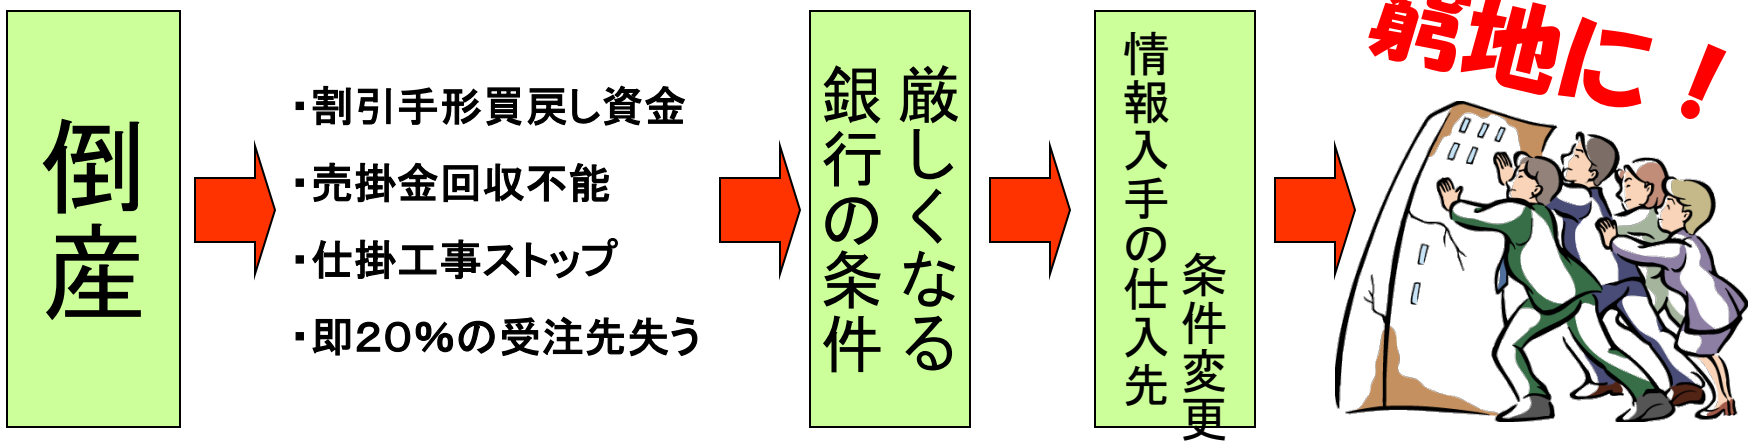 倒産
・割引手形買戻し資金
・売掛金回収不能
・仕掛工事ストップ
・即20％の受注先失う
銀行の条件
厳しくなる
情報入手の仕入先
条件変更
窮地に！